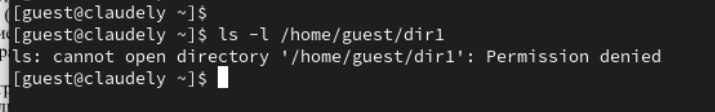 [guest@claudely ~]$
[guest@claudely ~]$ ls -l /home/guest/dir1
ls: cannot open directory '/home/guest/dir1': Permission denied
[guest@claudely ~]$